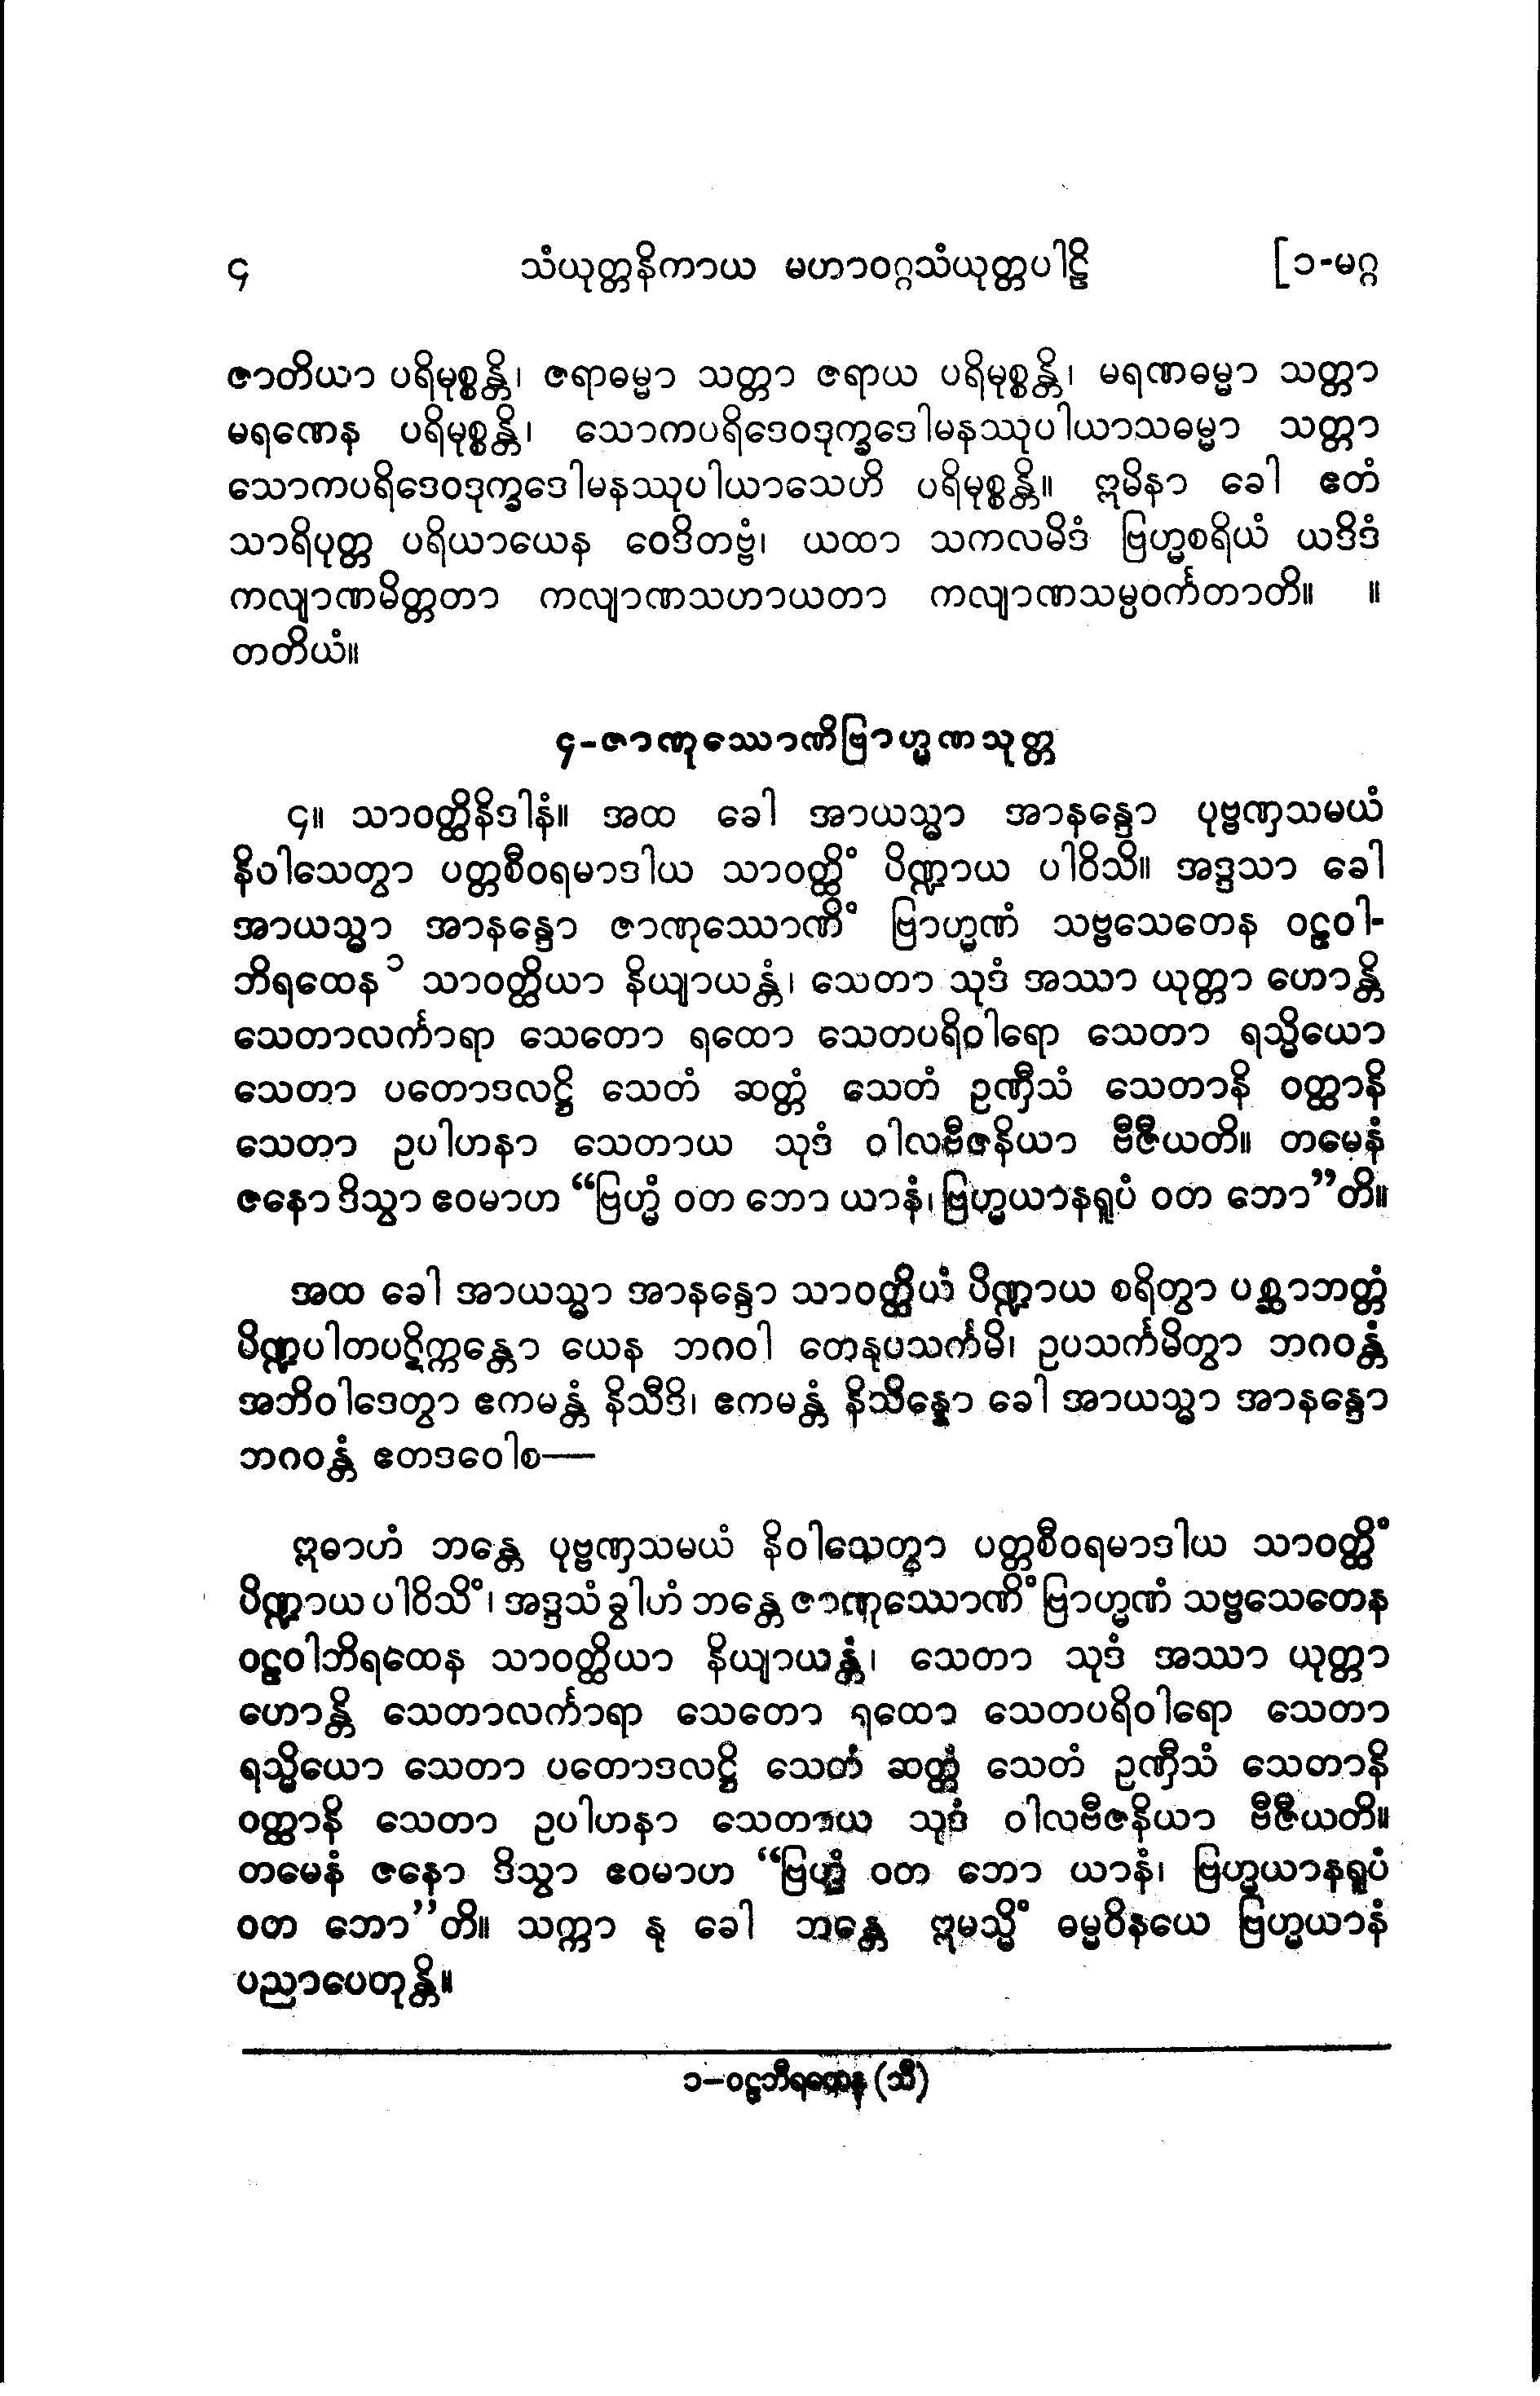 ၄ သံယုတ္တနိကာယ မဟာဝဂ္ဂသံယုတ္တပါဠိ [၁-မဂ္ဂ
ဇာတိယာ ပရိမုစ္စန္တိ၊ ဇရာဓမ္မာ သတ္တာ ဇရာယ ပရိမုစ္စန္တိ၊ မရဏဓမ္မာ သတ္တာ
မရဏေန ပရိမုစ္စန္တိ၊ သောကပရိဒေဝဒုက္ခဒေါမနဿုပါယာသဓမ္မာ သတ္တာ
သောကပရိဒေဝဒုက္ခဒေါမနဿုပါယာသေဟိ ပရိမုစ္စန္တိ။ ဣမိနာ ခေါ ဧတံ
သာရိပုတ္တ ပရိယာယေန ဝေဒိတဗ္ဗံ၊ ယထာ သကလမိဒံ ဗြဟ္မစရိယံ ယဒိဒံ
ကလျာဏမိတ္တတာ ကလျာဏသဟာယတာ ကလျာဏသမ္ပဝင်္ကတာတိ။ ။
တတိယံ။
၄-ဇာဏုဿောဏိဗြာဟ္မဏသုတ္တ
၄။ သာဝတ္ထိနိဒါနံ။ အထ ခေါ အာယသ္မာ အာနန္ဒော ပုဗ္ဗဏှသမယံ
နိဝါသေတွာ ပတ္တစီဝရမာဒါယ သာဝတ္ထိံ ပိဏ္ဍာယ ပါဝိသိ။ အဒ္ဒသာ ခေါ
အာယသ္မာ အာနန္ဒော ဇာဏုဿောဏိံ ဗြာဟ္မဏံ သဗ္ဗသေတေန ဝဠဝါ-
ဘိရထေန ၁ သာဝတ္ထိယာ နိယျာယန္တံ၊ သေတာ သုဒံ အဿာ ယုတ္တာ ဟောန္တိ
သေတာလင်္ကာရာ သေတော ရထော သေတပရိဝါရော သေတာ ရသ္မိယော
သေတာ ပတောဒလဋ္ဌိ သေတံ ဆတ္တံ သေတံ ဥဏှီသံ သေတာနိ ဝတ္ထာနိ
သေတာ ဥပါဟနာ သေတာယ သုဒံ ဝါလဗီဇနိယာ ဗီဇီယတိ။ တမေနံ
ဇနော ဒိသွာ ဧဝမာဟ “ဗြဟ္မံ ဝတ ဘော ယာနံ၊ ဗြဟ္မယာနရူပံ ဝတ ဘော”တိ။
အထ ခေါ အာယသ္မာ အာနန္ဒော သာဝတ္ထိယံ ပိဏ္ဍာယ စရိတွာ ပစ္ဆာဘတ္တံ
ပိဏ္ဍပါတပဋိက္ကန္တော ယေန ဘဂဝါ တေနုပသင်္ကမိ၊ ဥပသင်္ကမိတွာ ဘဂဝန္တံ
အဘိဝါဒေတွာ ဧကမန္တံ နိသီဒိ၊ ဧကမန္တံ နိသိန္နော ခေါ အာယသ္မာ အာနန္ဒော
ဘဂဝန္တံ ဧတဒဝေါစ—
ဣဓာဟံ ဘန္တေ ပုဗ္ဗဏှသမယံ နိဝါသေတွာ ပတ္တစီဝရမာဒါယ သာဝတ္ထိံ
ပိဏ္ဍာယ ပါဝိသိံ၊ အဒ္ဒသံ ခွါဟံ ဘန္တေ ဇာဏုဿောဏိံ ဗြာဟ္မဏံ သဗ္ဗသေတေန
ဝဠဝါဘိရထေန သာဝတ္ထိယာ နိယျာယန္တံ၊ သေတာ သုဒံ အဿာ ယုတ္တာ
ဟောန္တိ သေတာလင်္ကာရာ သေတော ရထော သေတပရိဝါရော သေတာ
ရသ္မိယော သေတာ ပတောဒလဋ္ဌိ သေတံ ဆတ္တံ သေတံ ဥဏှီသံ သေတာနိ
ဝတ္ထာနိ သေတာ ဥပါဟနာ သေတာယ သုဒံ ဝါလဗီဇနိယာ ဗီဇီယတိ။
တမေနံ ဇနော ဒိသွာ ဧဝမာဟ “ဗြဟ္မံ ဝတ ဘော ယာနံ၊ ဗြဟ္မယာနရူပံ
ဝတ ဘော”တိ။ သက္ကာ နု ခေါ ဘန္တေ ဣမသ္မိံ ဓမ္မဝိနယေ ဗြဟ္မယာနံ
ပညာပေတုန္တိ။
၁-ဝဠဘီရထေန (သီ)